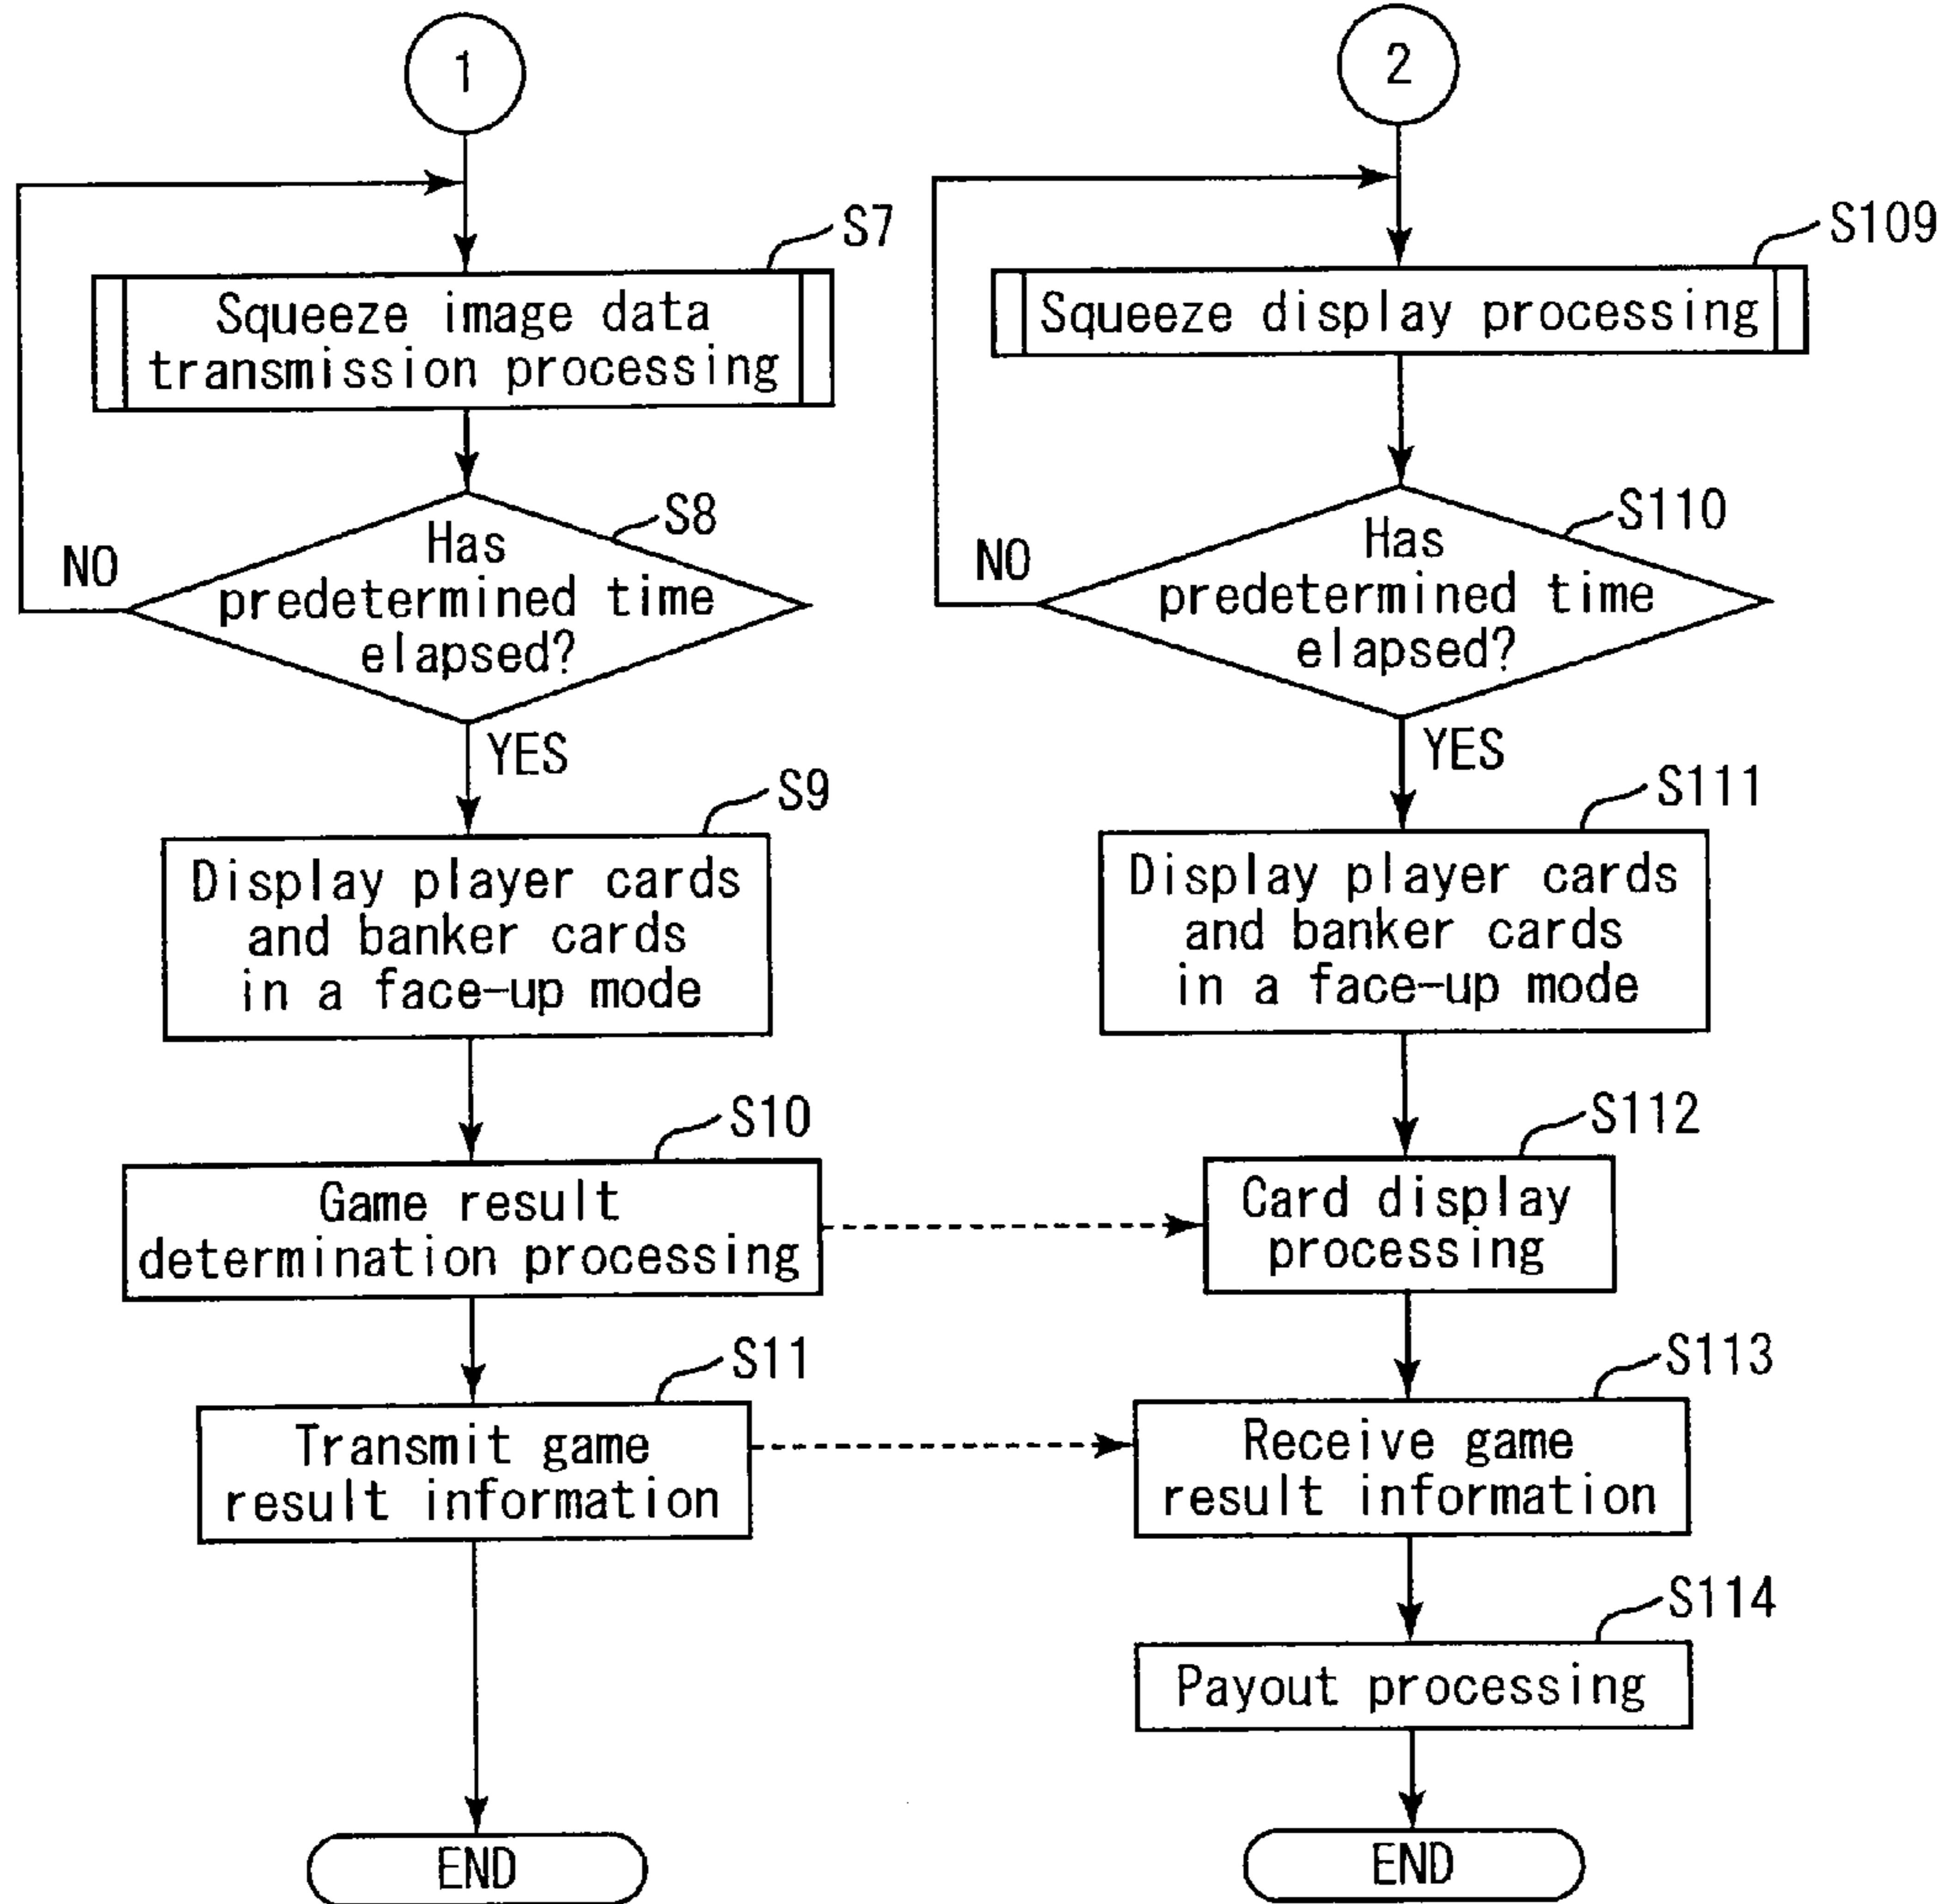 1
S7
Squeeze image data
transmission processing
S8
Has
predetermined time
elapsed?
NO
YES
S9
Display player cards
and banker cards
in a face-up mode
S10
Game result
determination processing
S11
Transmit game
result information
END
2
S109
Squeeze display processing
S110
Has
predetermined time
elapsed?
NO
YES
S111
Display player cards
and banker cards
in a face-up mode
S112
Card display
processing
S113
Receive game
result information
S114
Payout processing
END